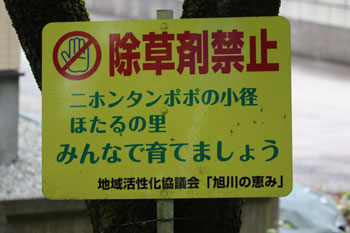 除草剤禁止
ニホンタンポポの小径
ほたるの里
みんなで育てましょう
地域活性化協議会「旭川の恵み」